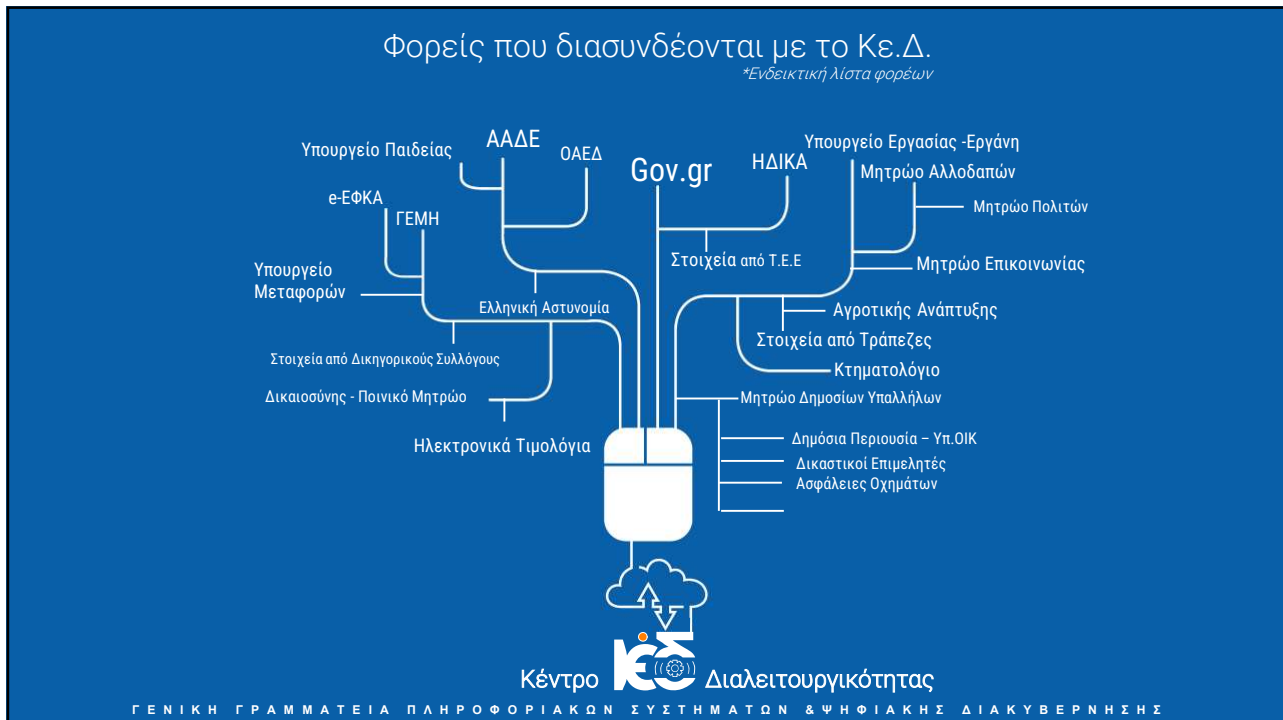 Φορείς που διασυνδέονται με το Κε.Δ.
*Ενδεικτική λίστα φορέων
Υπουργείο Παιδείας
ΑΑΔΕ
ΟΑΕΔ
Gov.gr
ΗΔΙΚΑ
Υπουργείο Εργασίας -Εργάνη
Μητρώο Αλλοδαπών
Μητρώο Πολιτών
e-ΕΦΚΑ
ΓΕΜΗ
Υπουργείο
Μεταφορών
Στοιχεία από Τ.Ε.Ε
Μητρώο Επικοινωνίας
Ελληνική Αστυνομία
Αγροτικής Ανάπτυξης
Στοιχεία από Τράπεζες
Στοιχεία από Δικηγορικούς Συλλόγους
Κτηματολόγιο
Δικαιοσύνης - Ποινικό Μητρώο
Μητρώο Δημοσίων Υπαλλήλων
Ηλεκτρονικά Τιμολόγια
Δημόσια Περιουσία – Υπ.ΟΙΚ
Δικαστικοί Επιμελητές
Ασφάλειες Οχημάτων
Κέντρο ΚέΔ Διαλειτουργικότητας
ΓΕΝΙΚΗ ΓΡΑΜΜΑΤΕΙΑ ΠΛΗΡΟΦΟΡΙΑΚΩΝ ΣΥΣΤΗΜΑΤΩΝ &ΨΗΦΙΑΚΗΣ ΔΙΑΚΥΒΕΡΝΗΣΗΣ